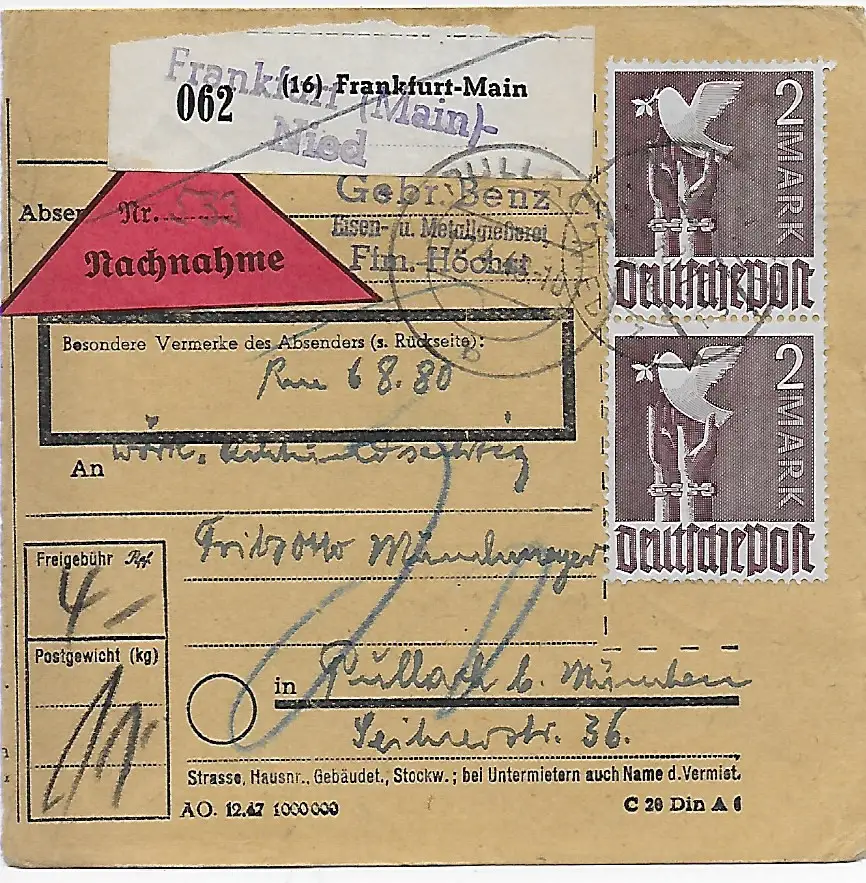 Frankfurt (Main)-
Nied
(16) Frankfurt-Main
062
2 MARK
Deutsche Post
Absen
Nr.
Nachnahme
Gebr. Benz
Eisen- u. Metallgießerei
Ffm. Höchst
2 MARK
Deutsche Post
Besondere Vermerke des Absenders (s. Rückseite):
68.80
An
Fritz Otto Münchmeyer
Freigebühr Rpf.
4 –
Postgewicht (kg)
in Pullach b. München
Seitnerstr. 36.
Strasse, Hausnr., Gebäudet., Stockw.; bei Untermietern auch Name d. Vermiet.
AO. 12.47 1000000
C 20 Din A 6